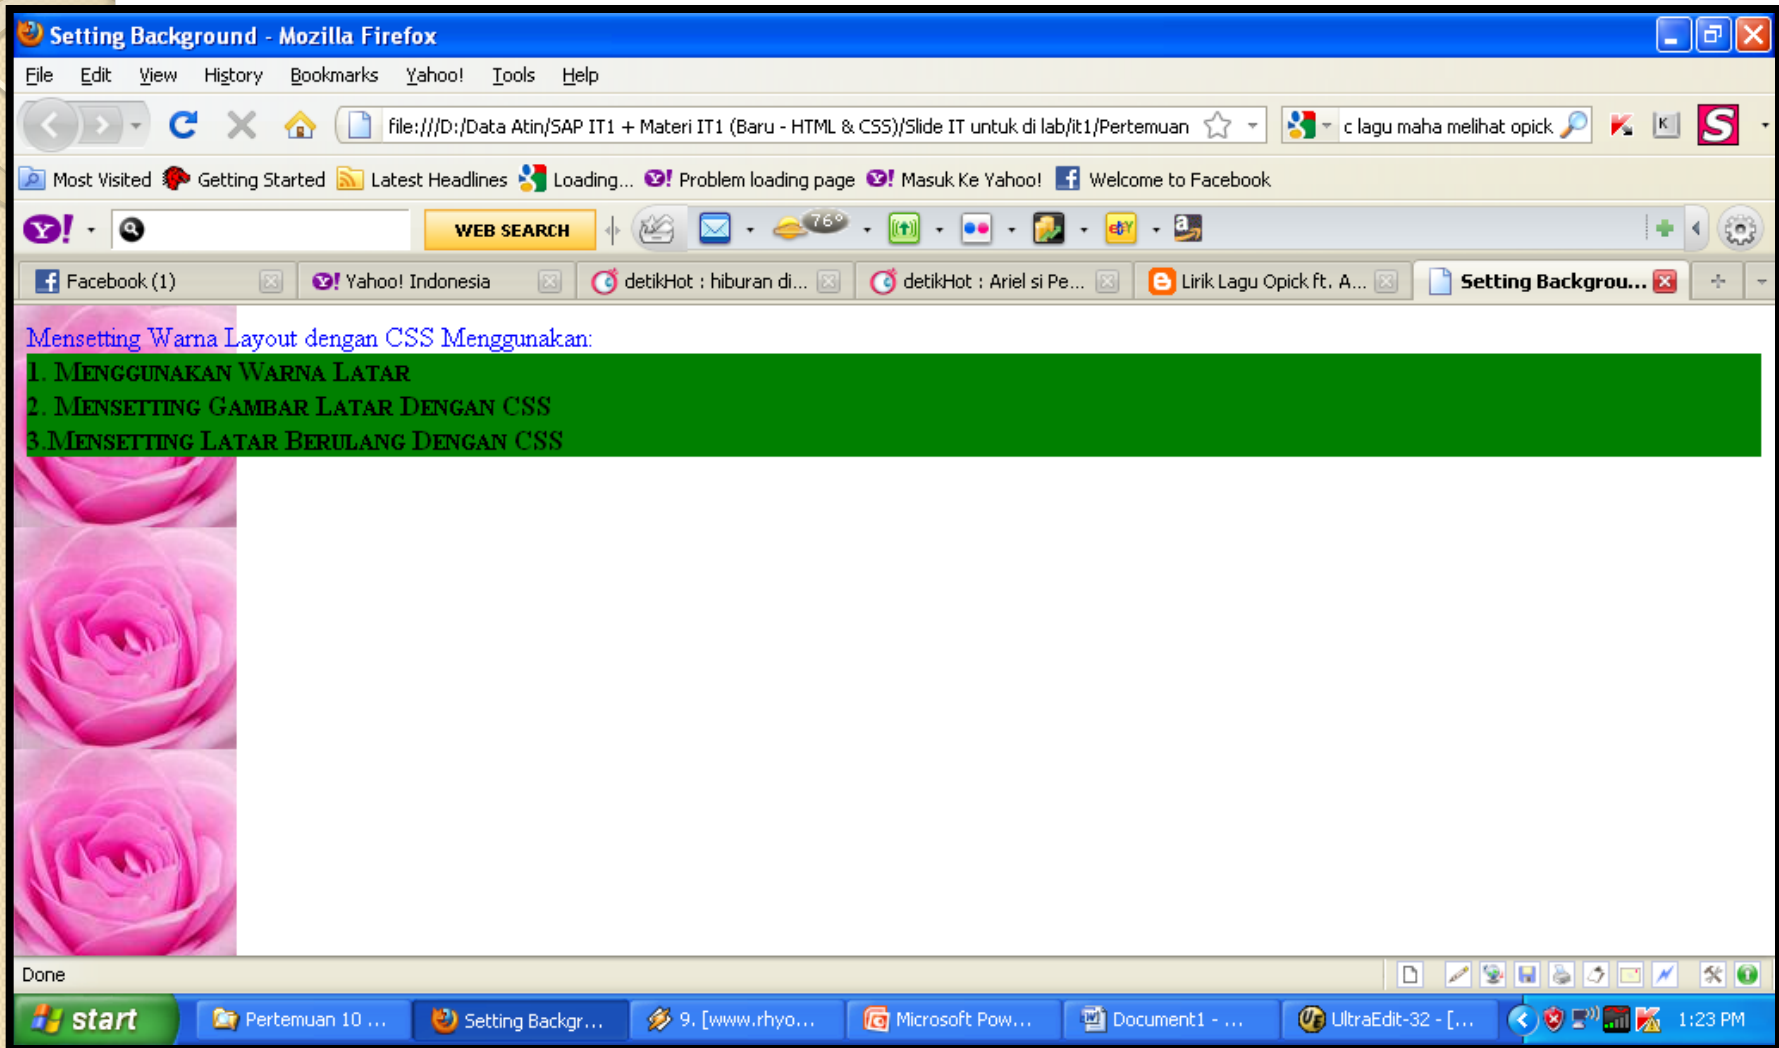 Setting Background - Mozilla Firefox
File Edit View History Bookmarks Yahoo! Tools Help
file:///D:/Data Atin/SAP IT1 + Materi IT1 (Baru - HTML & CSS)/Slide IT untuk di lab/it1/Pertemuan c lagu maha melihat opick K S
Most Visited Getting Started Latest Headlines Loading... Problem loading page Masuk Ke Yahoo! Welcome to Facebook
Y! WEB SEARCH 76° ebY a
Facebook (1) Yahoo! Indonesia detikHot : hiburan di... detikHot : Ariel si Pe... Lirik Lagu Opick ft. A... Setting Backgrou...
Mensetting Warna Layout dengan CSS Menggunakan:
1. Menggunakan Warna Latar
2. Mensetting Gambar Latar Dengan CSS
3.Mensetting Latar Berulang Dengan CSS
Done
start Pertemuan 10 ... Setting Backgr... 9. [www.rhyo... Microsoft Pow... Document1 - ... UltraEdit-32 - [... 1:23 PM